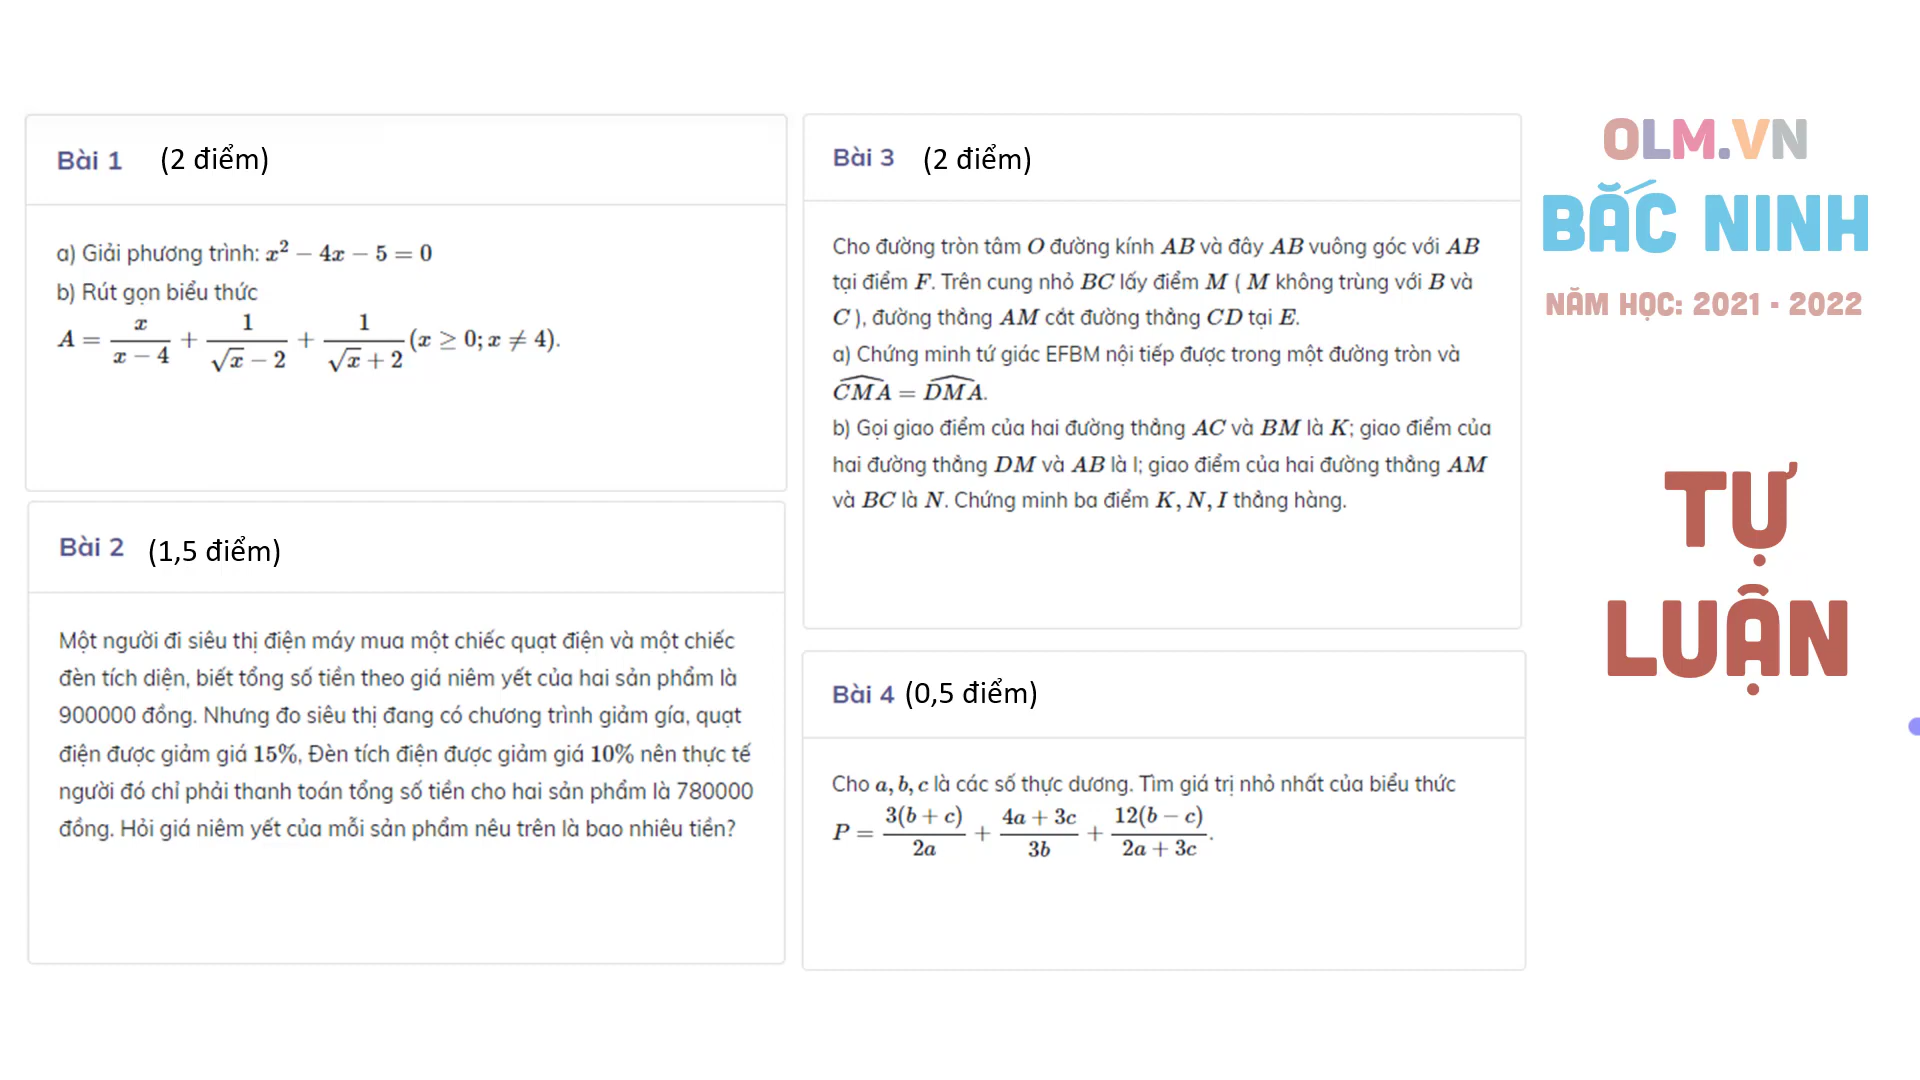 Bài 1 (2 điểm)
a) Giải phương trình: x² − 4x − 5 = 0
b) Rút gọn biểu thức
A = x/(x − 4) + 1/(√x − 2) + 1/(√x + 2) (x ≥ 0; x ≠ 4).
Bài 2 (1,5 điểm)
Một người đi siêu thị điện máy mua một chiếc quạt điện và một chiếc
đèn tích diện, biết tổng số tiền theo giá niêm yết của hai sản phẩm là
900000 đồng. Nhưng đo siêu thị đang có chương trình giảm gía, quạt
điện được giảm giá 15%, Đèn tích điện được giảm giá 10% nên thực tế
người đó chỉ phải thanh toán tổng số tiền cho hai sản phẩm là 780000
đồng. Hỏi giá niêm yết của mỗi sản phẩm nêu trên là bao nhiêu tiền?
Bài 3 (2 điểm)
Cho đường tròn tâm O đường kính AB và đây AB vuông góc với AB
tại điểm F. Trên cung nhỏ BC lấy điểm M ( M không trùng với B và
C ), đường thẳng AM cắt đường thẳng CD tại E.
a) Chứng minh tứ giác EFBM nội tiếp được trong một đường tròn và
\widehat{CMA} = \widehat{DMA}.
b) Gọi giao điểm của hai đường thẳng AC và BM là K; giao điểm của
hai đường thẳng DM và AB là I; giao điểm của hai đường thẳng AM
và BC là N. Chứng minh ba điểm K, N, I thẳng hàng.
Bài 4 (0,5 điểm)
Cho a, b, c là các số thực dương. Tìm giá trị nhỏ nhất của biểu thức
P = 3(b + c)/2a + (4a + 3c)/3b + 12(b − c)/(2a + 3c).
OLM.VN
BẮC NINH
NĂM HỌC: 2021 - 2022
TỰ
LUẬN